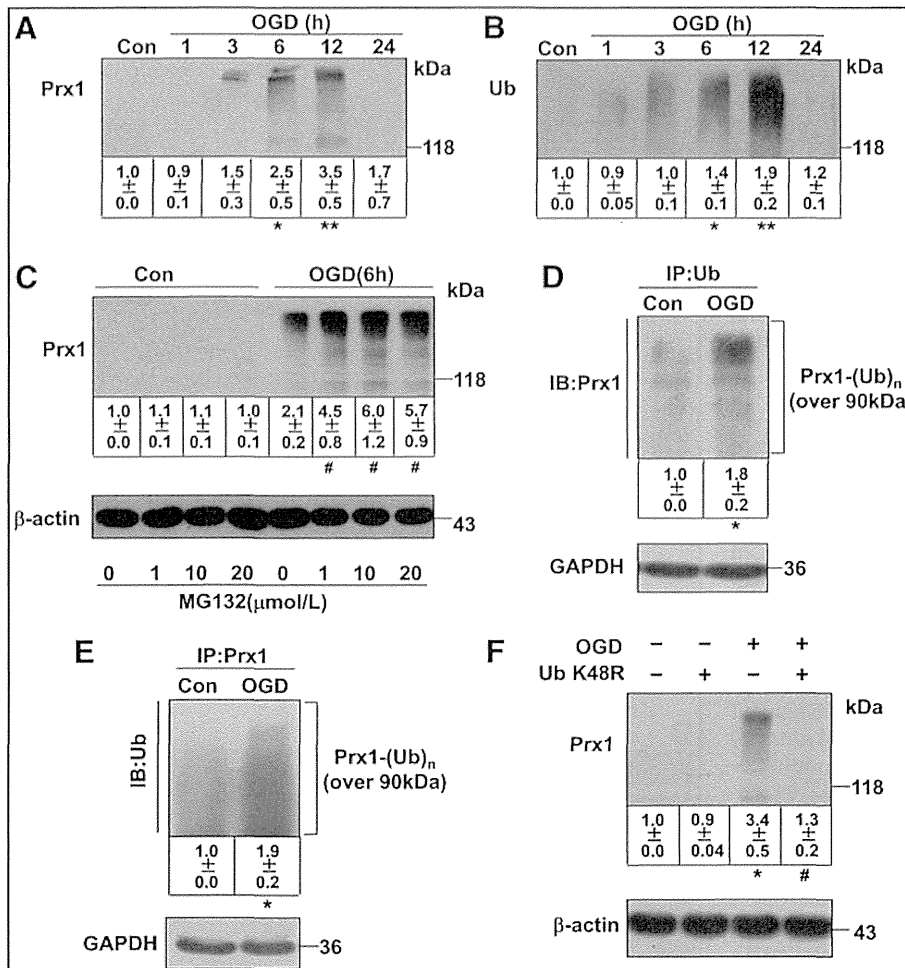 A
OGD (h)
Con 1 3 6 12 24
kDa
Prx1
118
1.0 ± 0.0 0.9 ± 0.1 1.5 ± 0.3 2.5 ± 0.5 3.5 ± 0.5 1.7 ± 0.7
* **
B
OGD (h)
Con 1 3 6 12 24
kDa
Ub
118
1.0 ± 0.0 0.9 ± 0.05 1.0 ± 0.1 1.4 ± 0.1 1.9 ± 0.2 1.2 ± 0.1
* **
C
Con OGD(6h)
kDa
Prx1
118
1.0 ± 0.0 1.1 ± 0.1 1.1 ± 0.1 1.0 ± 0.1 2.1 ± 0.2 4.5 ± 0.8 6.0 ± 1.2 5.7 ± 0.9
# # #
β-actin 43
0 1 10 20 0 1 10 20
MG132(μmol/L)
D
IP:Ub
Con OGD
IB:Prx1
Prx1-(Ub)n
(over 90kDa)
1.0 ± 0.0 1.8 ± 0.2
*
GAPDH 36
E
IP:Prx1
Con OGD
IB:Ub
Prx1-(Ub)n
(over 90kDa)
1.0 ± 0.0 1.9 ± 0.2
*
GAPDH 36
F
OGD – – + +
Ub K48R – + – +
kDa
Prx1
118
1.0 ± 0.0 0.9 ± 0.04 3.4 ± 0.5 1.3 ± 0.2
* #
β-actin 43